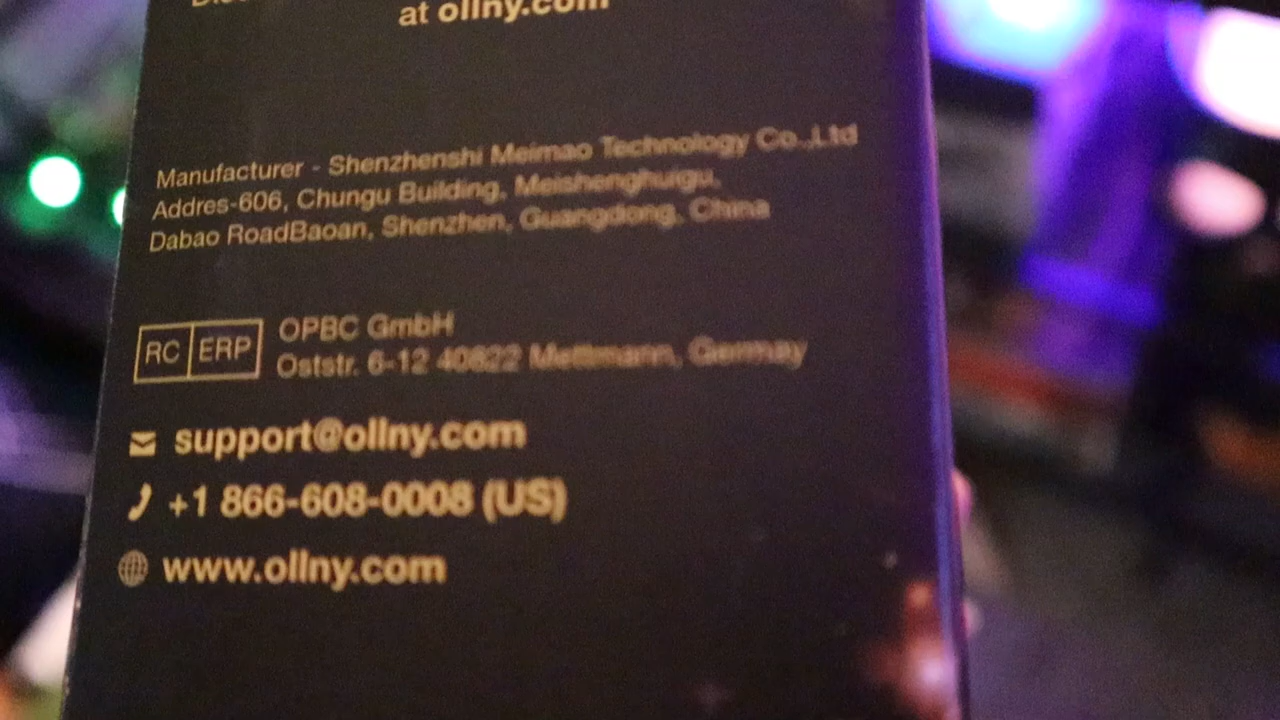 at ollny.com
Manufacturer - Shenzhenshi Meimao Technology Co.,Ltd
Addres-606, Chungu Building, Meishenghuigu,
Dabao RoadBaoan, Shenzhen, Guangdong, China
RC ERP OPBC GmbH
Oststr. 6-12 40822 Mettmann, Germay
support@ollny.com
+1 866-608-0008 (US)
www.ollny.com